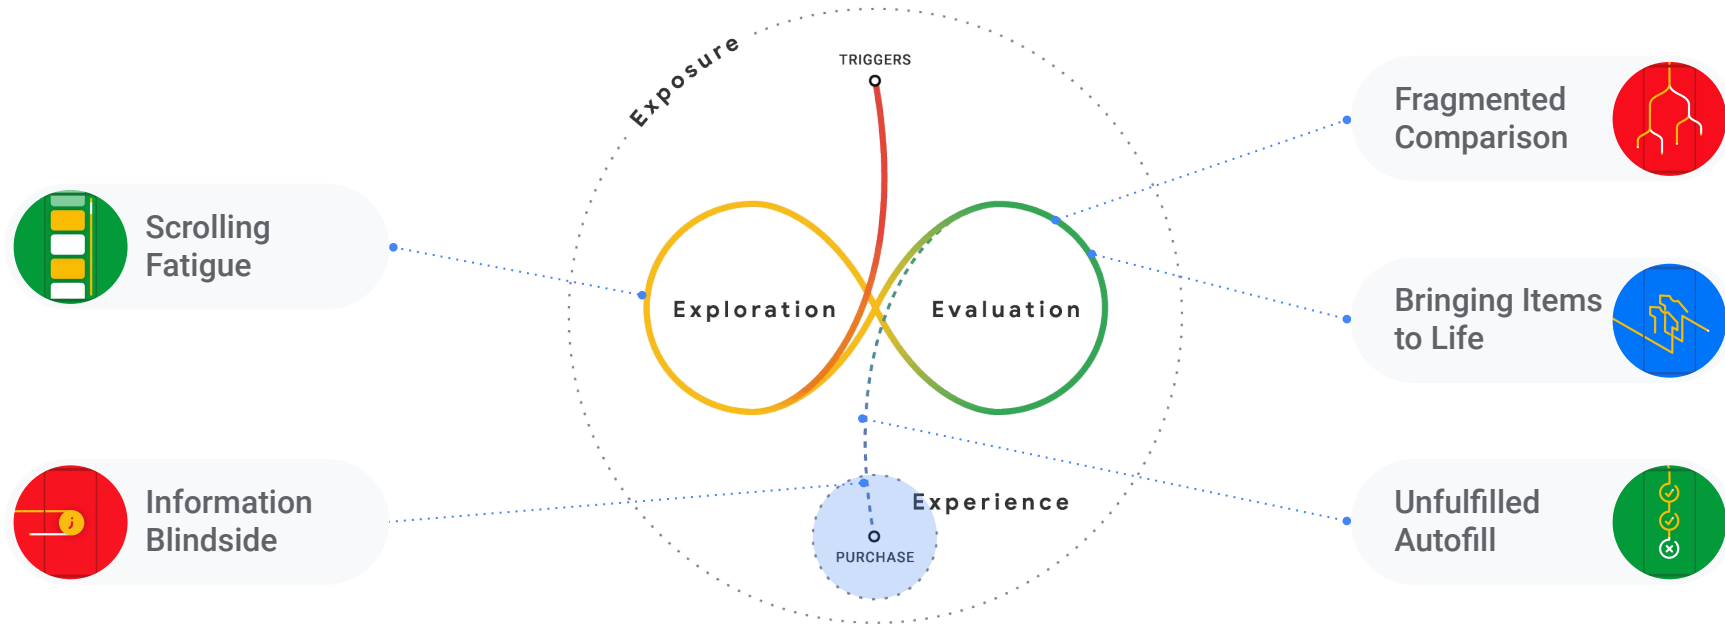 Exposure
TRIGGERS
Fragmented
Comparison
Scrolling
Fatigue
Exploration
Evaluation
Bringing Items
to Life
Information
Blindside
Experience
PURCHASE
Unfulfilled
Autofill